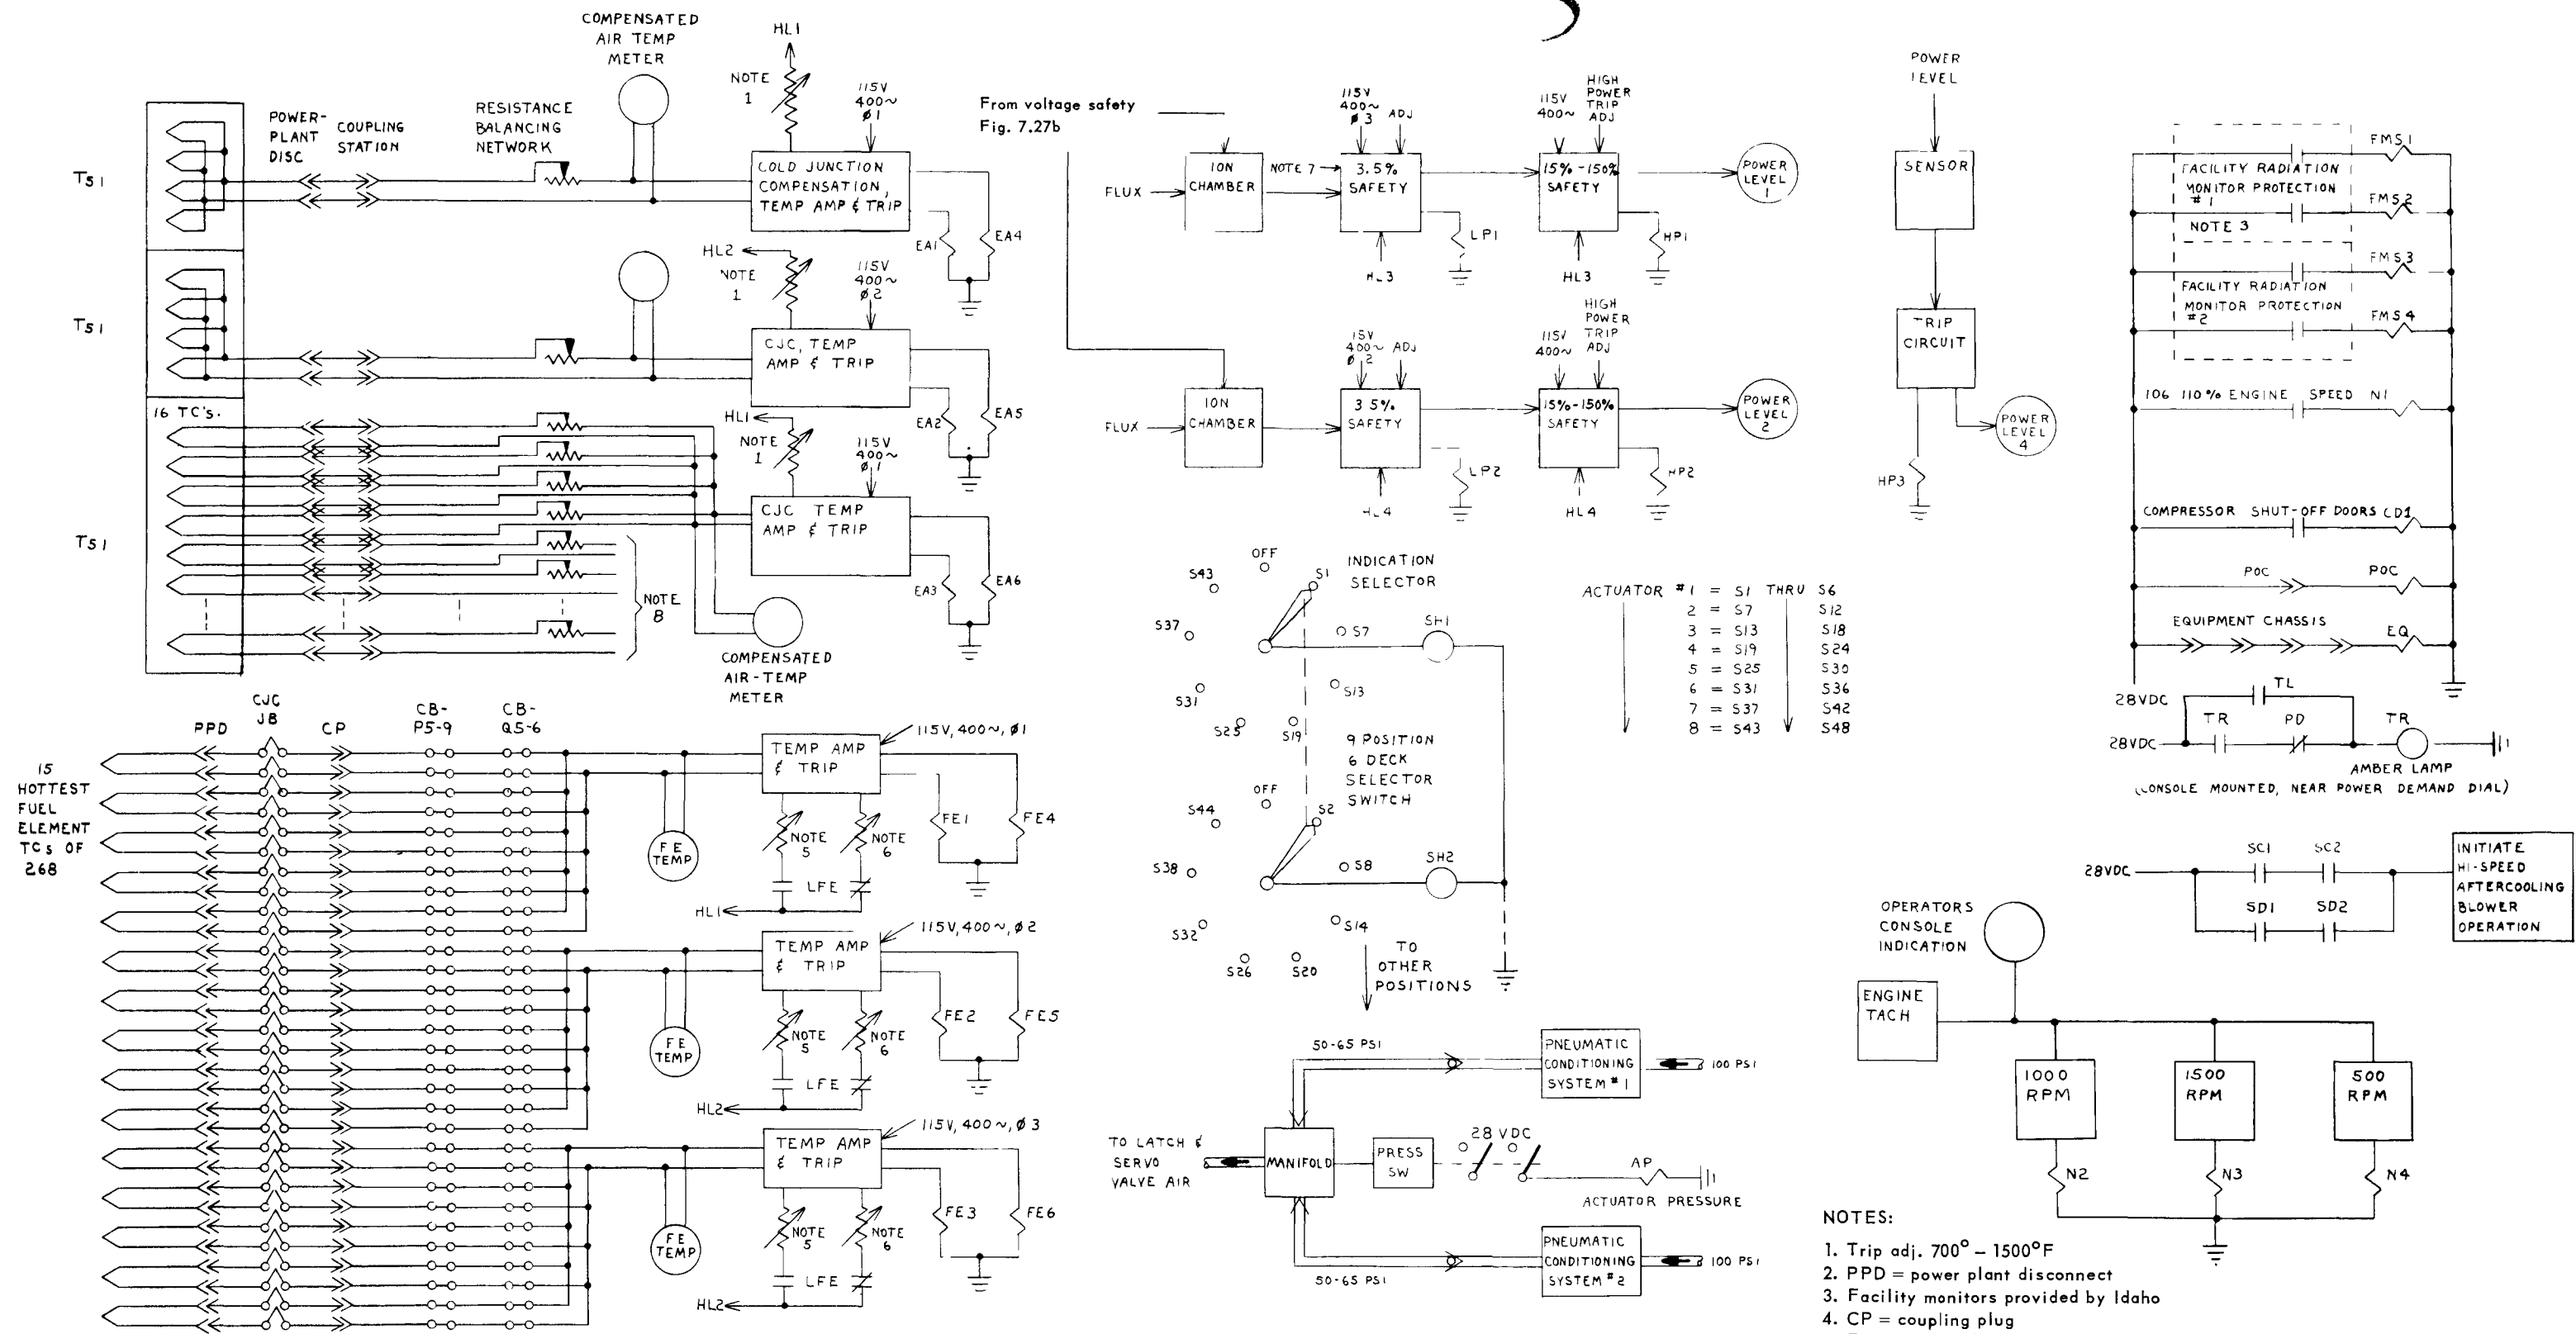 COMPENSATED
AIR TEMP
METER
HL1
NOTE
1
115V
400~
ø1
POWER-
PLANT
DISC
COUPLING
STATION
RESISTANCE
BALANCING
NETWORK
TS1
COLD JUNCTION
COMPENSATION,
TEMP AMP & TRIP
EA1
EA4
HL2
NOTE
1
115V
400~
ø2
TS1
CJC, TEMP
AMP & TRIP
EA2
EA5
16 TC's.
HL1
NOTE
1
115V
400~
ø1
TS1
CJC TEMP
AMP & TRIP
EA3
EA6
NOTE
8
COMPENSATED
AIR-TEMP
METER
From voltage safety
Fig. 7.27b
FLUX
ION
CHAMBER
NOTE 7
115V
400~
ø3
ADJ
3.5%
SAFETY
LP1
HL3
115V
400~
HIGH
POWER
TRIP
ADJ
15%-150%
SAFETY
HP1
HL3
POWER
LEVEL
1
FLUX
ION
CHAMBER
15V
400~
ø2
ADJ
3.5%
SAFETY
LP2
HL4
115V
400~
HIGH
POWER
TRIP
ADJ
15%-150%
SAFETY
HP2
HL4
POWER
LEVEL
2
POWER
LEVEL
SENSOR
TRIP
CIRCUIT
HP3
POWER
LEVEL
4
FMS1
FACILITY RADIATION
MONITOR PROTECTION
#1
FMS2
NOTE 3
FMS3
FACILITY RADIATION
MONITOR PROTECTION
#2
FMS4
106 110% ENGINE SPEED N1
COMPRESSOR SHUT-OFF DOORS CD1
POC POC
EQUIPMENT CHASSIS
EQ
28VDC
TL
28VDC
TR
PD
TR
AMBER LAMP
(CONSOLE MOUNTED, NEAR POWER DEMAND DIAL)
OFF
S1
INDICATION
SELECTOR
S43
S37
S7
SH1
S31
S13
S25
S19
9 POSITION
6 DECK
SELECTOR
SWITCH
OFF
S2
S44
S38
S8
SH2
S32
S14
S26
S20
TO
OTHER
POSITIONS
ACTUATOR #1 = S1 THRU S6
2 = S7 S12
3 = S13 S18
4 = S19 S24
5 = S25 S30
6 = S31 S36
7 = S37 S42
8 = S43 S48
PPD
CJC
JB
CP
CB-
P5-9
CB-
Q5-6
15
HOTTEST
FUEL
ELEMENT
TCs OF
268
TEMP AMP
& TRIP
115V, 400~, ø1
FE
TEMP
NOTE
5
NOTE
6
FE1
FE4
LFE
HL1
TEMP AMP
& TRIP
115V, 400~, ø2
FE
TEMP
NOTE
5
NOTE
6
FE2
FE5
LFE
HL2
TEMP AMP
& TRIP
115V, 400~, ø3
FE
TEMP
NOTE
5
NOTE
6
FE3
FE6
LFE
HL2
50-65 PSI
PNEUMATIC
CONDITIONING
SYSTEM #1
100 PSI
TO LATCH &
SERVO
VALVE AIR
MANIFOLD
PRESS
SW
28 VDC
AP
ACTUATOR PRESSURE
50-65 PSI
PNEUMATIC
CONDITIONING
SYSTEM #2
100 PSI
28VDC
SC1
SC2
SD1
SD2
INITIATE
HI-SPEED
AFTERCOOLING
BLOWER
OPERATION
OPERATORS
CONSOLE
INDICATION
ENGINE
TACH
1000
RPM
1500
RPM
500
RPM
N2
N3
N4
NOTES:
1. Trip adj. 700° – 1500°F
2. PPD = power plant disconnect
3. Facility monitors provided by Idaho
4. CP = coupling plug